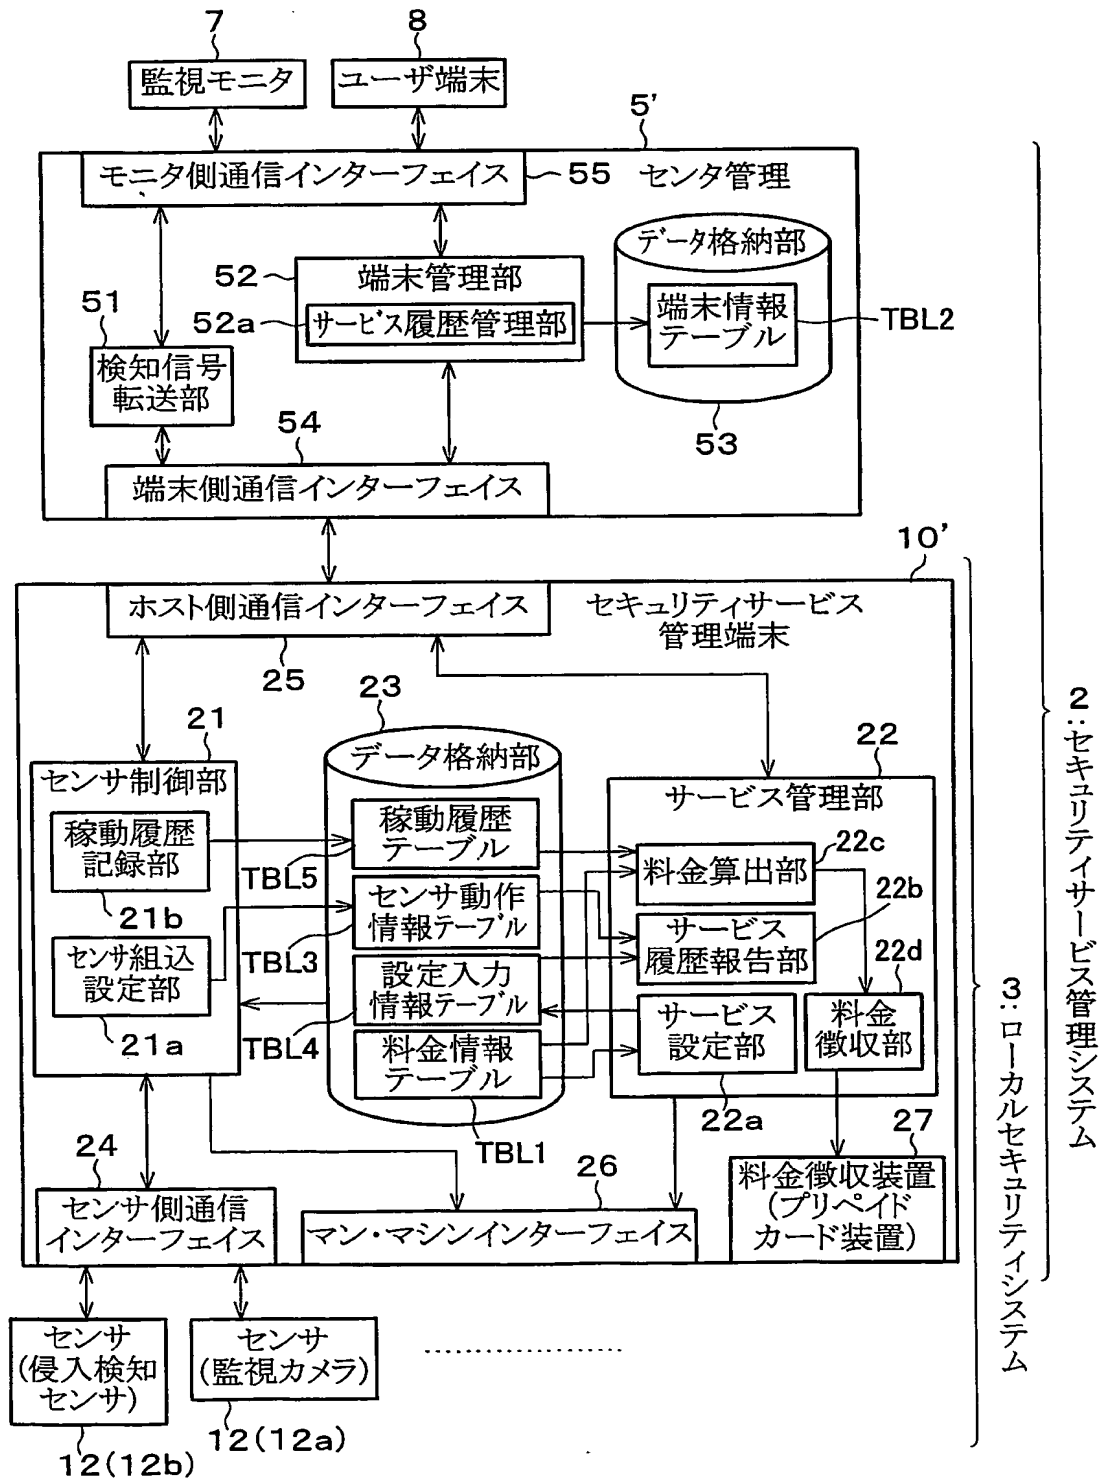 7
8
監視モニタ
ユーザ端末
5'
モニタ側通信インターフェイス
55
センタ管理
データ格納部
52
端末管理部
52a
サービス履歴管理部
端末情報
テーブル
TBL2
51
検知信号
転送部
53
54
端末側通信インターフェイス
10'
ホスト側通信インターフェイス
セキュリティサービス
管理端末
25
23
21
データ格納部
22
センサ制御部
サービス管理部
稼動履歴
記録部
稼動履歴
テーブル
TBL5
22c
料金算出部
21b
センサ動作
情報テーブル
22b
サービス
履歴報告部
TBL3
センサ組込
設定部
22d
設定入力
情報テーブル
サービス
設定部
料金
徴収部
21a
TBL4
料金情報
テーブル
22a
TBL1
27
24
センサ側通信
インターフェイス
26
マン・マシンインターフェイス
料金徴収装置
(プリペイド
カード装置)
センサ
(侵入検知
センサ)
センサ
(監視カメラ)
12(12b)
12(12a)
3:ローカルセキュリティシステム
2:セキュリティサービス管理システム